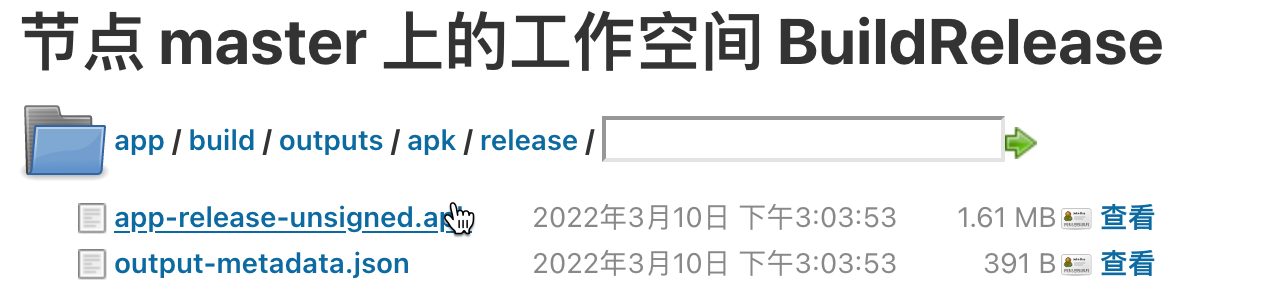 节点 master 上的工作空间 BuildRelease
app / build / outputs / apk / release /
app-release-unsigned.ap 2022年3月10日 下午3:03:53 1.61 MB 查看
output-metadata.json 2022年3月10日 下午3:03:53 391 B 查看